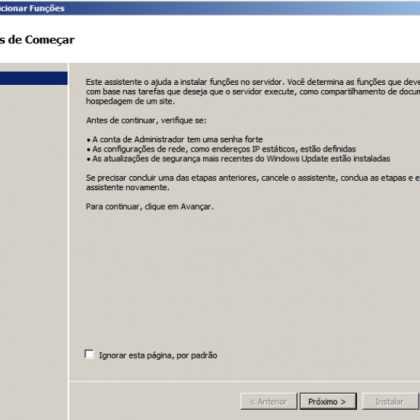 icionar Funções
s de Começar
Este assistente o ajuda a instalar funções no servidor. Você determina as funções que deve
com base nas tarefas que deseja que o servidor execute, como compartilhamento de docum
hospedagem de um site.
Antes de continuar, verifique se:
• A conta de Administrador tem uma senha forte
• As configurações de rede, como endereços IP estáticos, estão definidas
• As atualizações de segurança mais recentes do Windows Update estão instaladas
Se precisar concluir uma das etapas anteriores, cancele o assistente, conclua as etapas e e
assistente novamente.
Para continuar, clique em Avançar.
Ignorar esta página, por padrão
< Anterior Próximo > Instalar